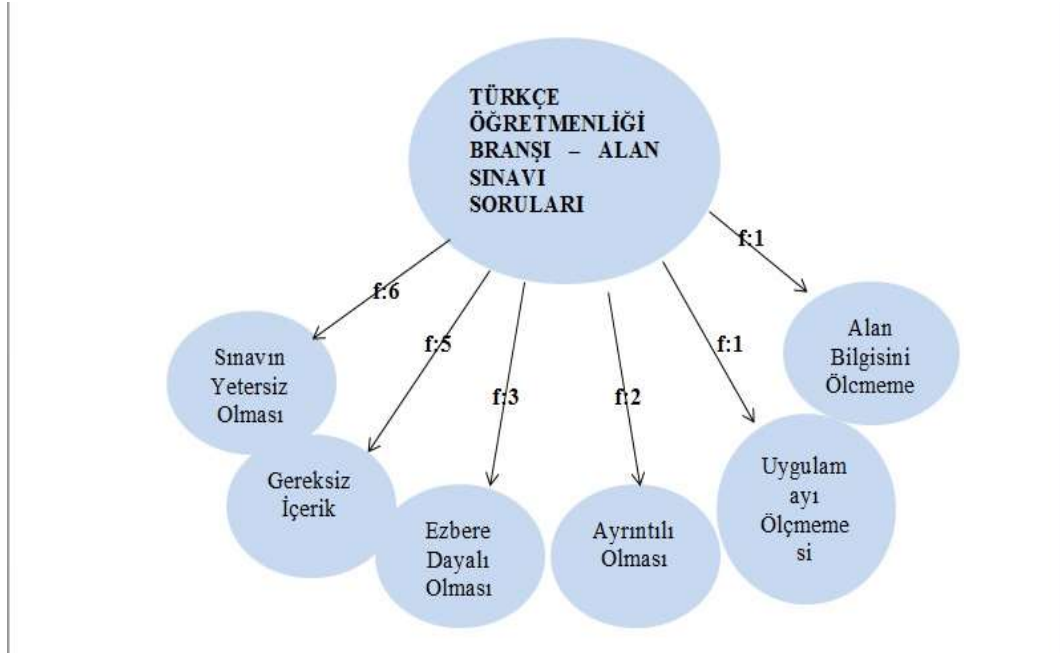 TÜRKÇE
ÖĞRETMENLİĞİ
BRANŞI – ALAN
SINAVI
SORULARI
f:1
f:6
f:5
f:1
f:3
f:2
Sınavın
Yetersiz
Olması
Gereksiz
İçerik
Ezbere
Dayalı
Olması
Ayrıntılı
Olması
Uygulam
ayı
Ölçmeme
si
Alan
Bilgisini
Ölcmeme